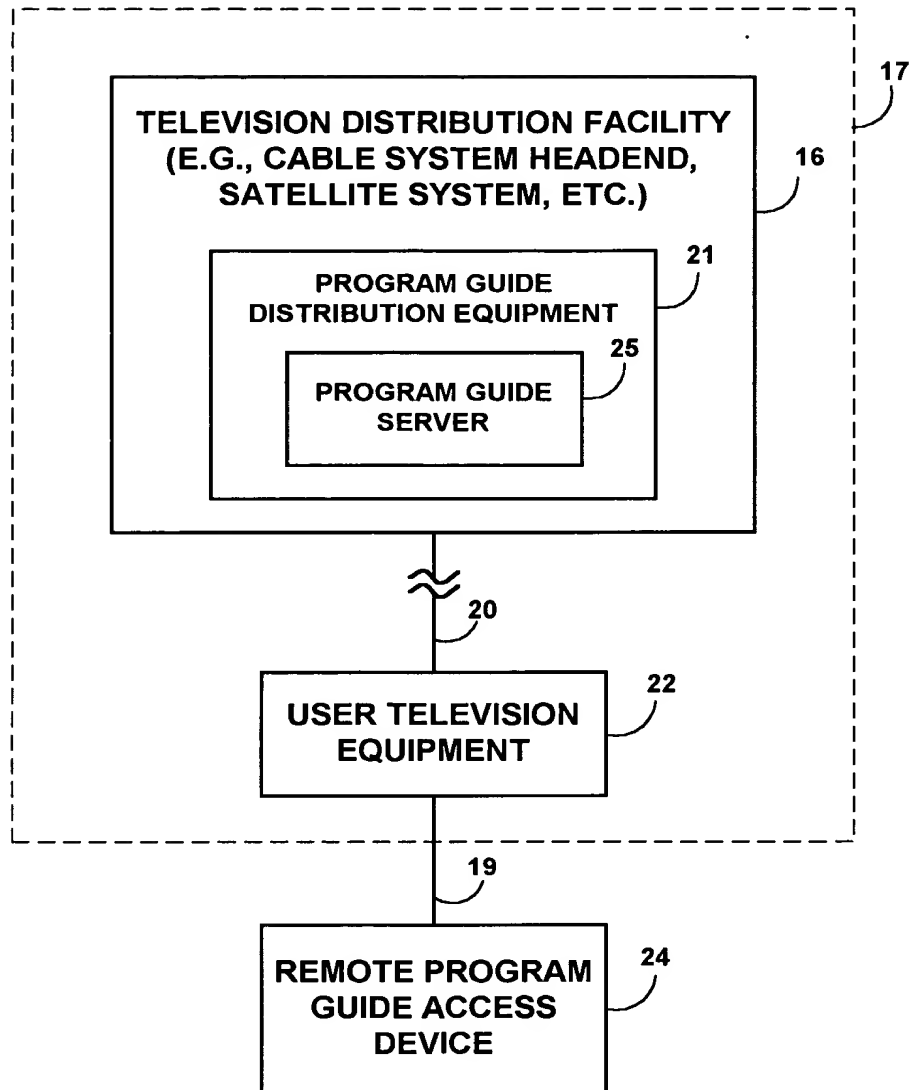 17
TELEVISION DISTRIBUTION FACILITY
(E.G., CABLE SYSTEM HEADEND,
SATELLITE SYSTEM, ETC.)
16
21
PROGRAM GUIDE
DISTRIBUTION EQUIPMENT
25
PROGRAM GUIDE
SERVER
20
22
USER TELEVISION
EQUIPMENT
19
24
REMOTE PROGRAM
GUIDE ACCESS
DEVICE